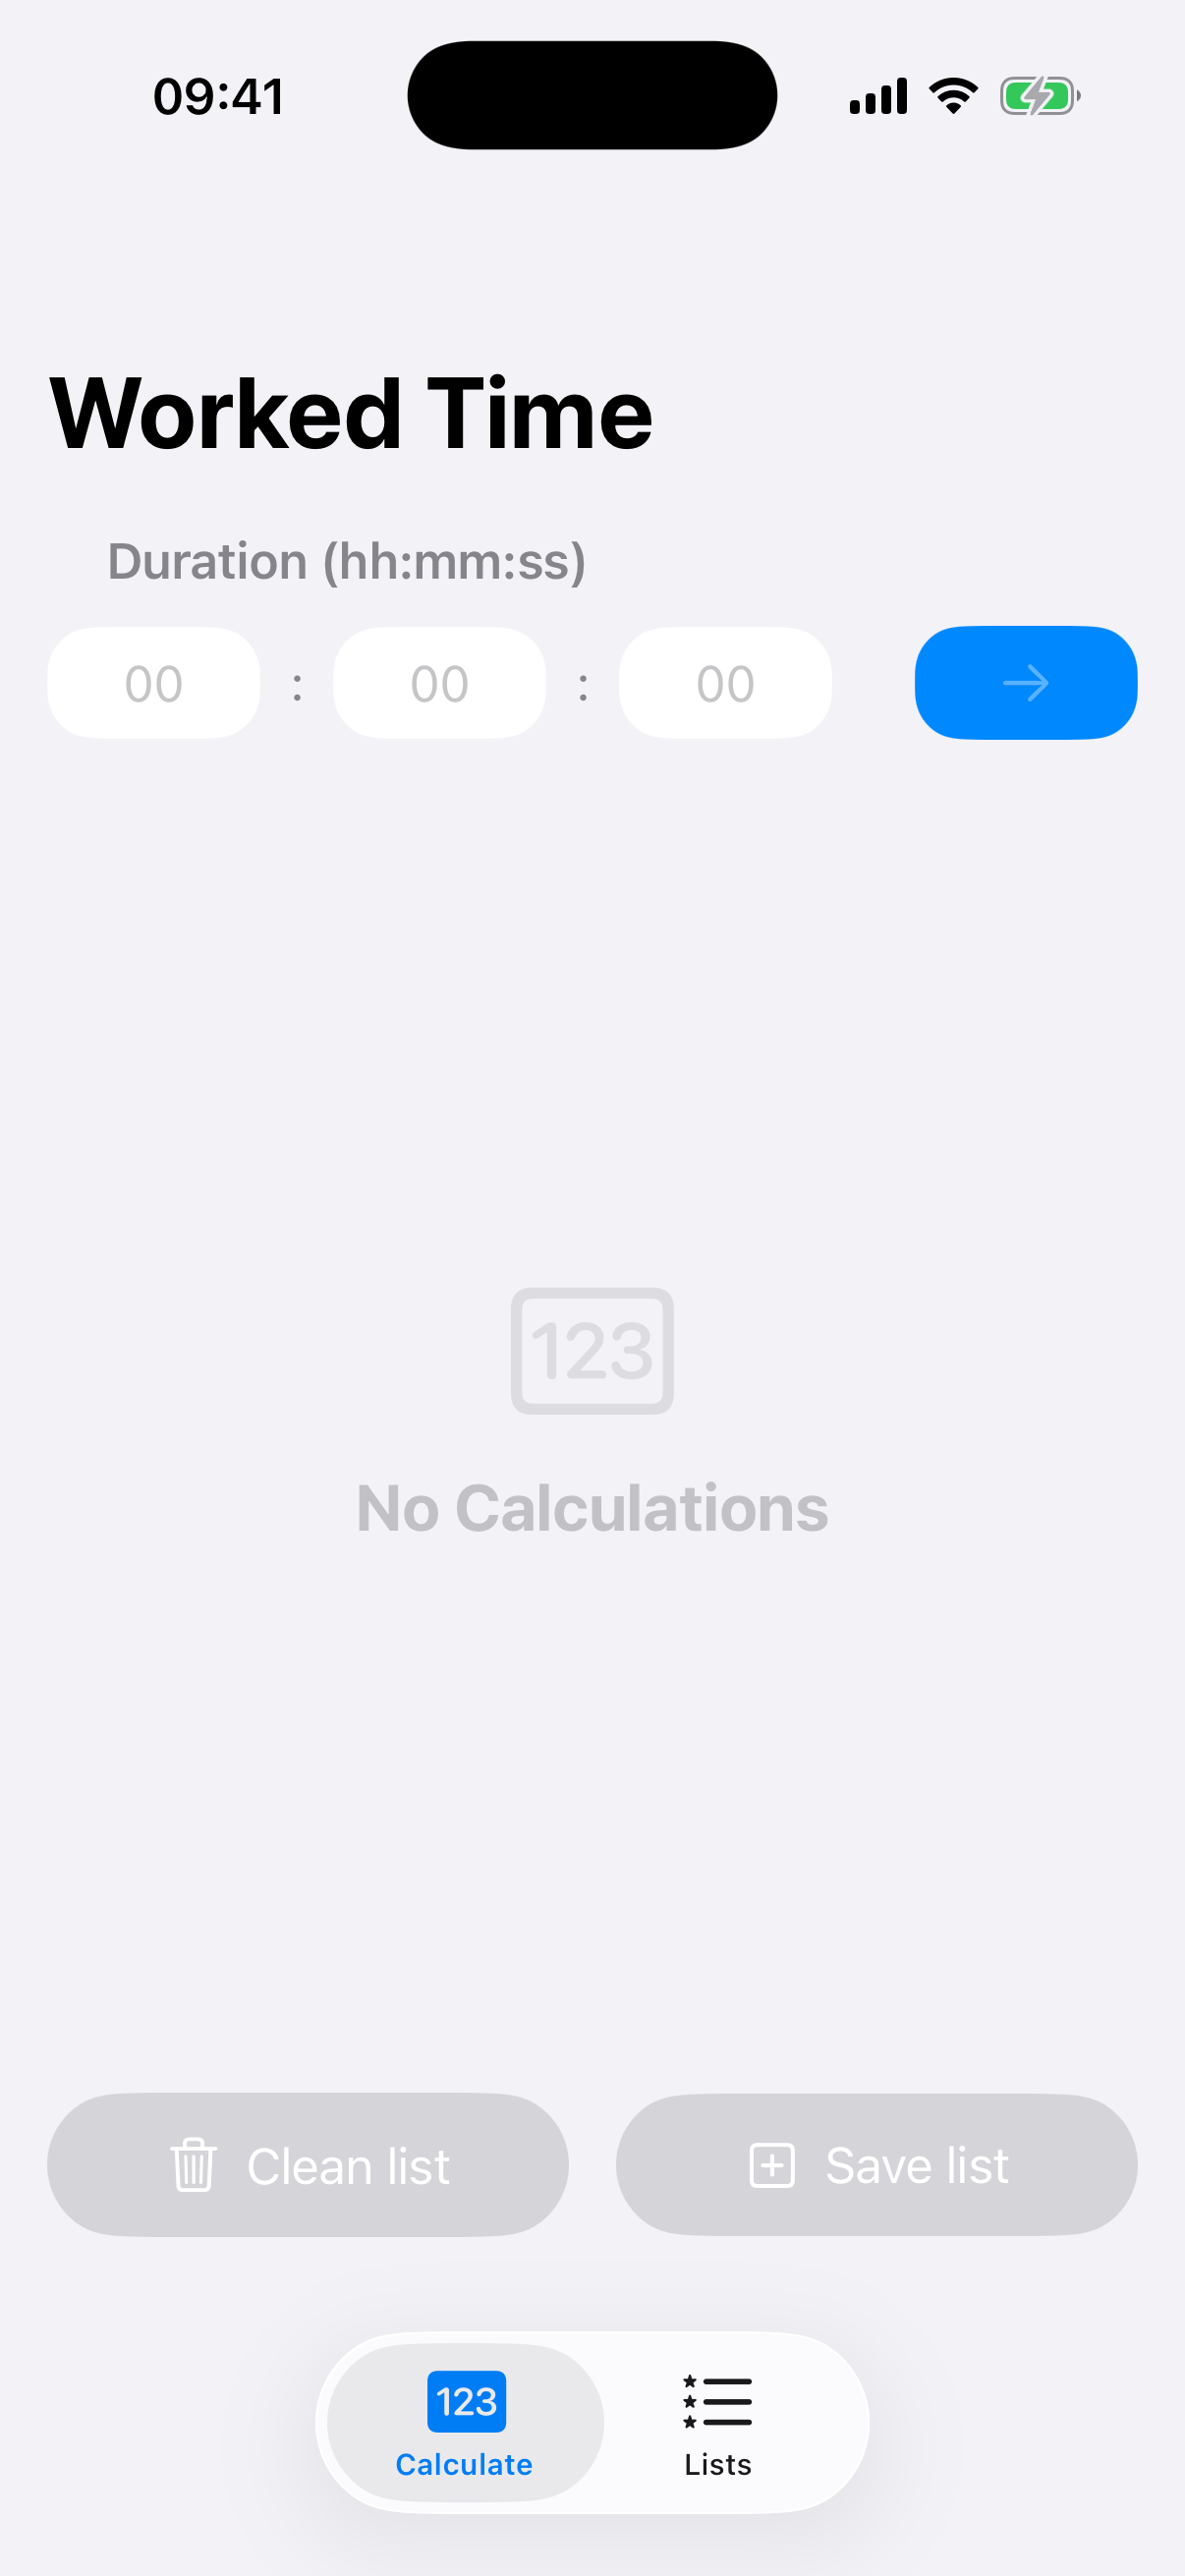 09:41
Worked Time
Duration (hh:mm:ss)
00 : 00 : 00
123
No Calculations
Clean list Save list
123
Calculate Lists